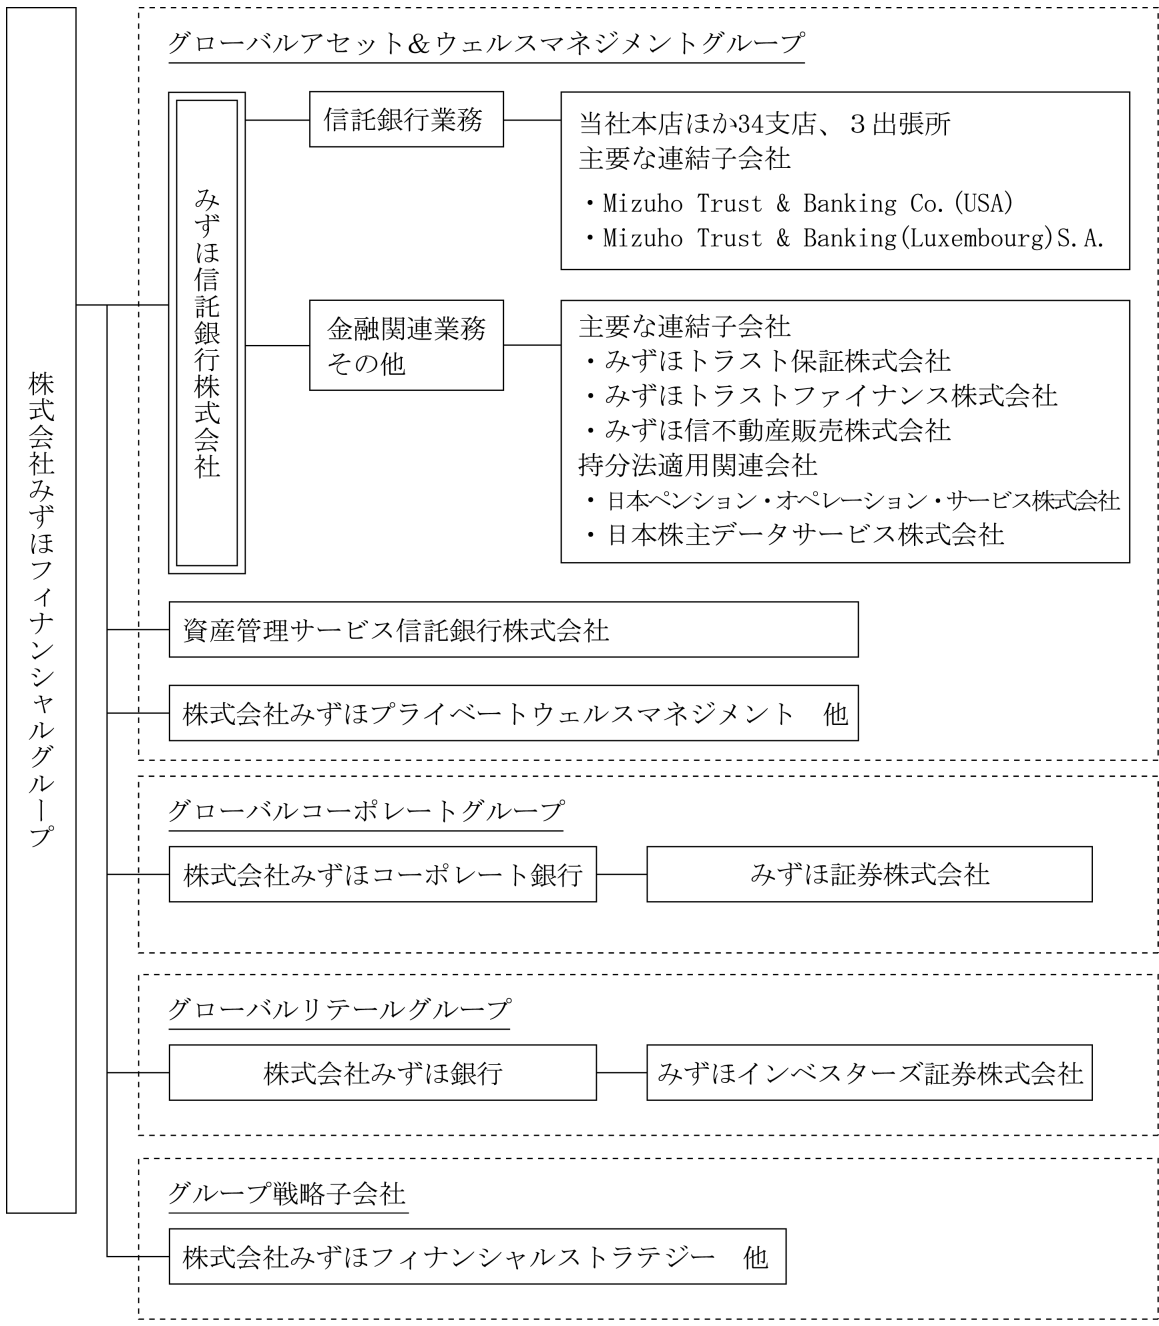 株式会社みずほフィナンシャルグループ
グローバルアセット＆ウェルスマネジメントグループ
みずほ信託銀行株式会社
信託銀行業務
当社本店ほか34支店、３出張所
主要な連結子会社
・Mizuho Trust & Banking Co.(USA)
・Mizuho Trust & Banking(Luxembourg)S.A.
金融関連業務
その他
主要な連結子会社
・みずほトラスト保証株式会社
・みずほトラストファイナンス株式会社
・みずほ信不動産販売株式会社
持分法適用関連会社
・日本ペンション・オペレーション・サービス株式会社
・日本株主データサービス株式会社
資産管理サービス信託銀行株式会社
株式会社みずほプライベートウェルスマネジメント　他
グローバルコーポレートグループ
株式会社みずほコーポレート銀行
みずほ証券株式会社
グローバルリテールグループ
株式会社みずほ銀行
みずほインベスターズ証券株式会社
グループ戦略子会社
株式会社みずほフィナンシャルストラテジー　他